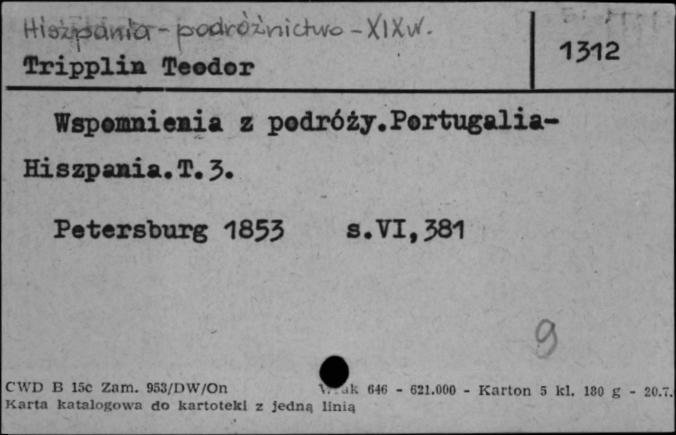 Hiszpania - podróżnictwo - XIX w.
Tripplin Teodor
1312
Wspomnienia z podróży.Portugalia-
Hiszpania.T.3.
Petersburg 1853 s.VI,381
9
CWD B 15c Zam. 953/DW/On 646 - 621.000 - Karton 5 kl. 180 g - 20.7.
Karta katalogowa do kartoteki z jedną linią